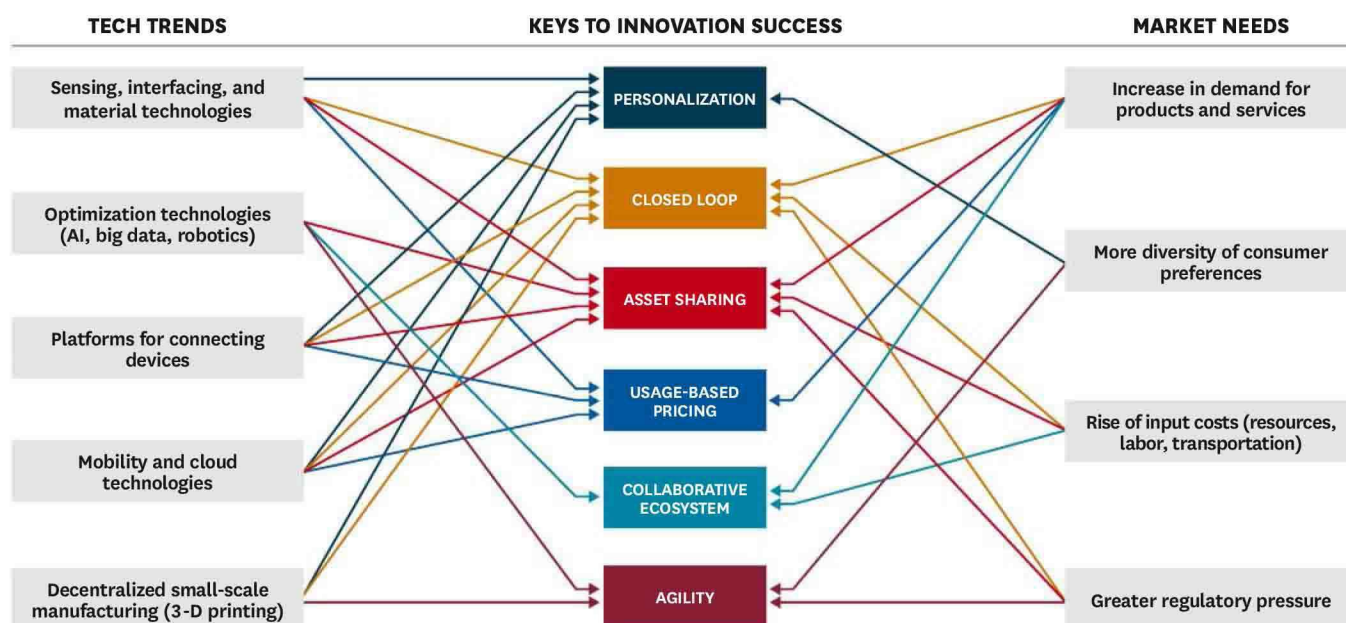 TECH TRENDS
KEYS TO INNOVATION SUCCESS
MARKET NEEDS
Sensing, interfacing, and
material technologies
Optimization technologies
(AI, big data, robotics)
Platforms for connecting
devices
Mobility and cloud
technologies
Decentralized small-scale
manufacturing (3-D printing)
PERSONALIZATION
CLOSED LOOP
ASSET SHARING
USAGE-BASED
PRICING
COLLABORATIVE
ECOSYSTEM
AGILITY
Increase in demand for
products and services
More diversity of consumer
preferences
Rise of input costs (resources,
labor, transportation)
Greater regulatory pressure